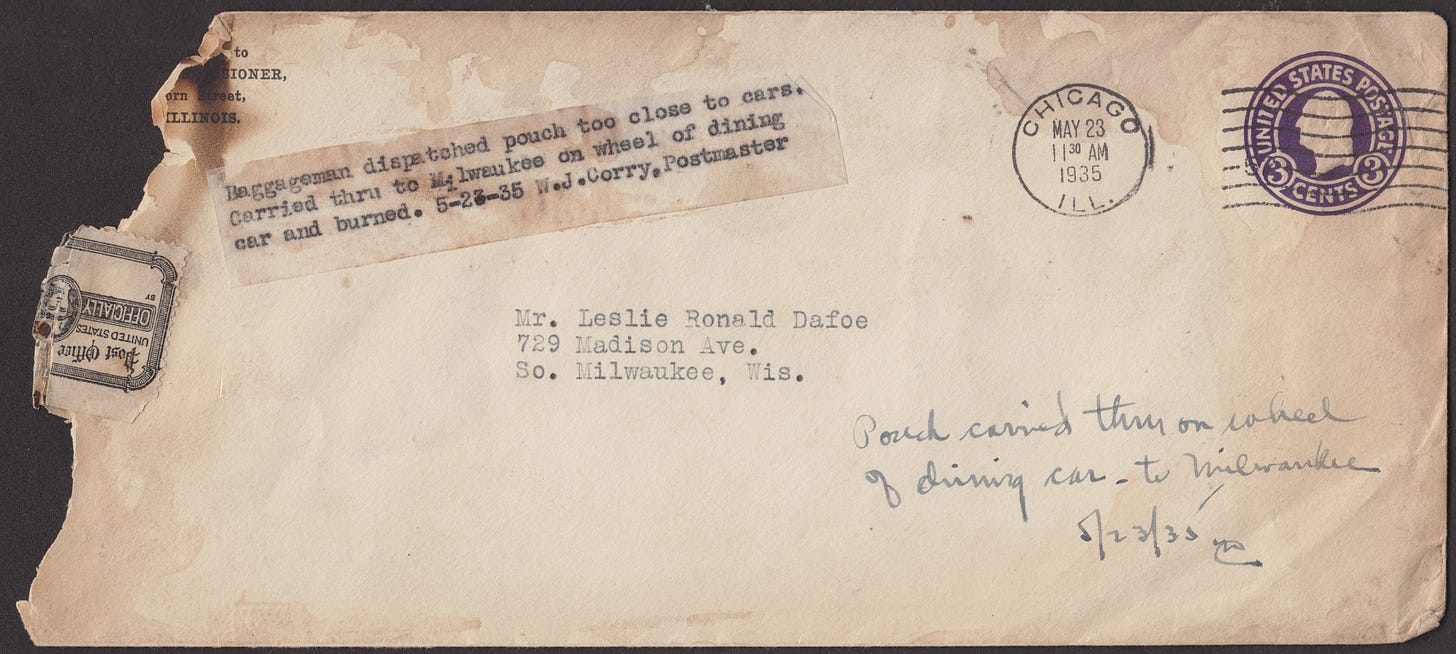 to
SIONER,
orn Street,
ILLINOIS.
Baggageman dispatched pouch too close to cars.
Carried thru to Milwaukee on wheel of dining
car and burned. 5-23-35 W.J.Corry,Postmaster
CHICAGO
MAY 23
11 30 AM
1935
ILL.
UNITED STATES POSTAGE
3 3
CENTS
Post Office
UNITED STATES
OFFICIALLY
BY
Mr. Leslie Ronald Dafoe
729 Madison Ave.
So. Milwaukee, Wis.
Pouch carried thru on wheel
of dining car - to Milwaukee
5/23/35